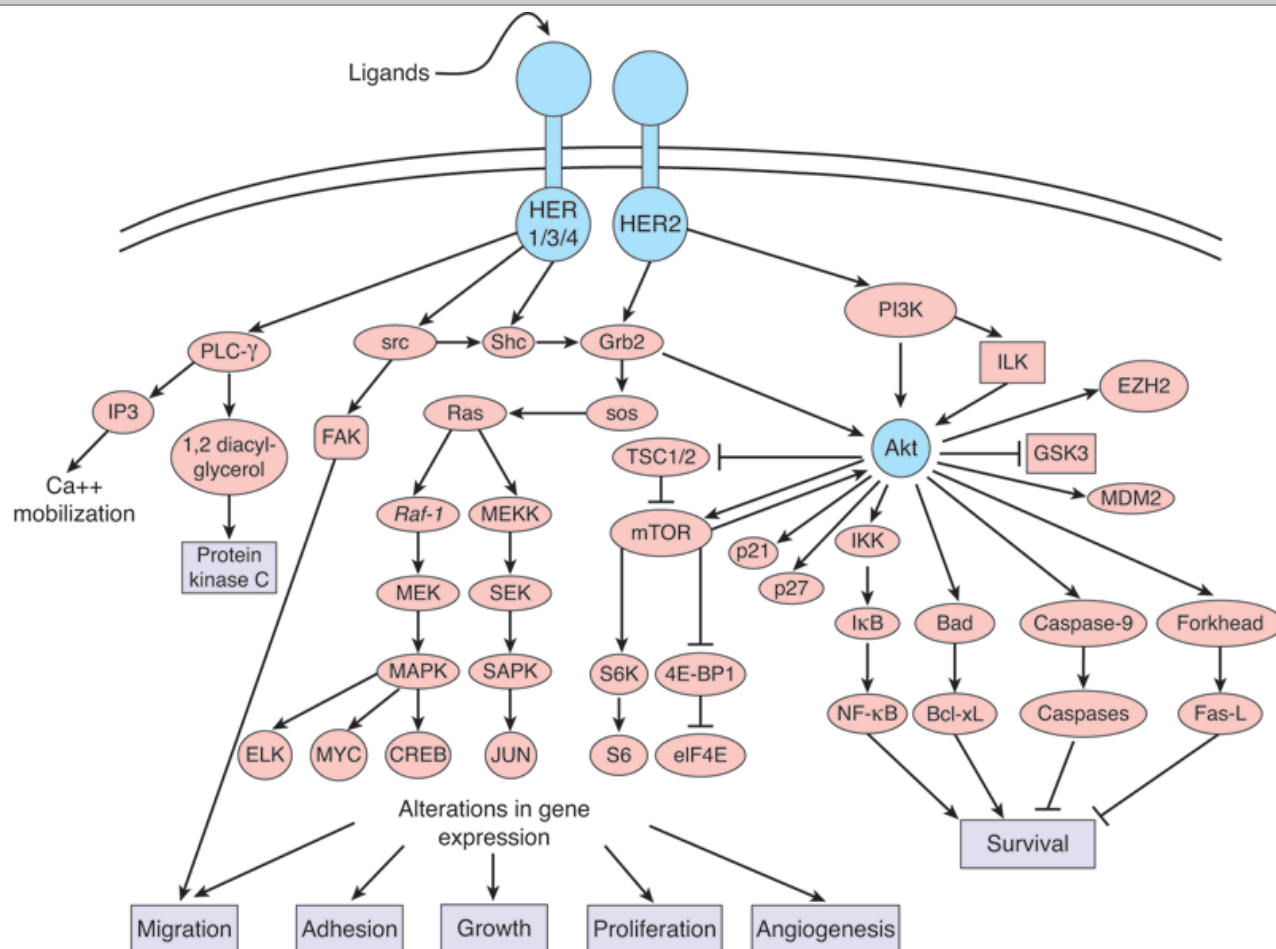 Ligands
HER
1/3/4
HER2
PI3K
PLC-γ
src
Shc
Grb2
ILK
EZH2
IP3
Ras
sos
1,2 diacyl-
glycerol
FAK
TSC1/2
Akt
GSK3
Ca++
mobilization
MDM2
Raf-1
MEKK
mTOR
p21
IKK
Protein
kinase C
p27
MEK
SEK
IκB
Bad
Caspase-9
Forkhead
MAPK
SAPK
S6K
4E-BP1
NF-κB
Bcl-xL
Caspases
Fas-L
ELK
MYC
CREB
JUN
S6
eIF4E
Alterations in gene
expression
Survival
Migration
Adhesion
Growth
Proliferation
Angiogenesis